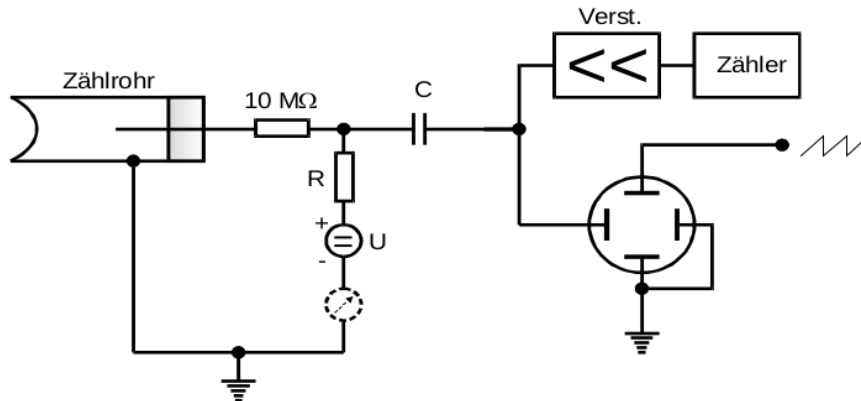 Verst.
Zähler
Zählrohr
10 MΩ
C
R
+
U
-